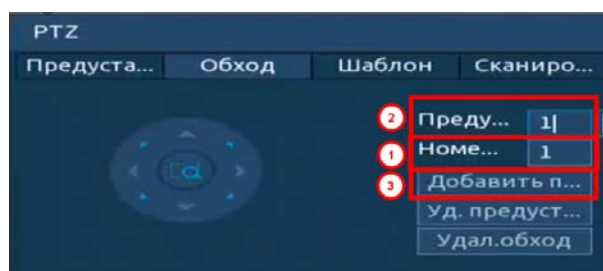 PTZ
Предуста... Обход Шаблон Сканиро...
2 Преду... 1
1 Номе... 1
3 Добавить п...
Уд. предуст...
Удал.обход